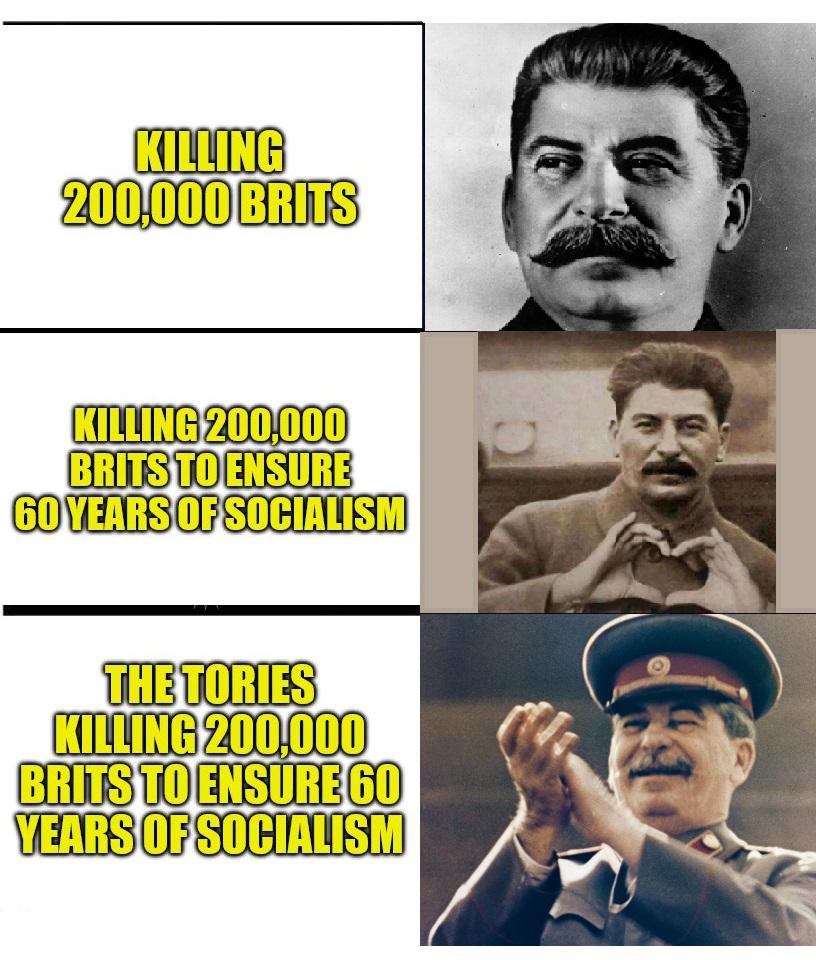 KILLING
200,000 BRITS
KILLING 200,000
BRITS TO ENSURE
60 YEARS OF SOCIALISM
THE TORIES
KILLING 200,000
BRITS TO ENSURE 60
YEARS OF SOCIALISM